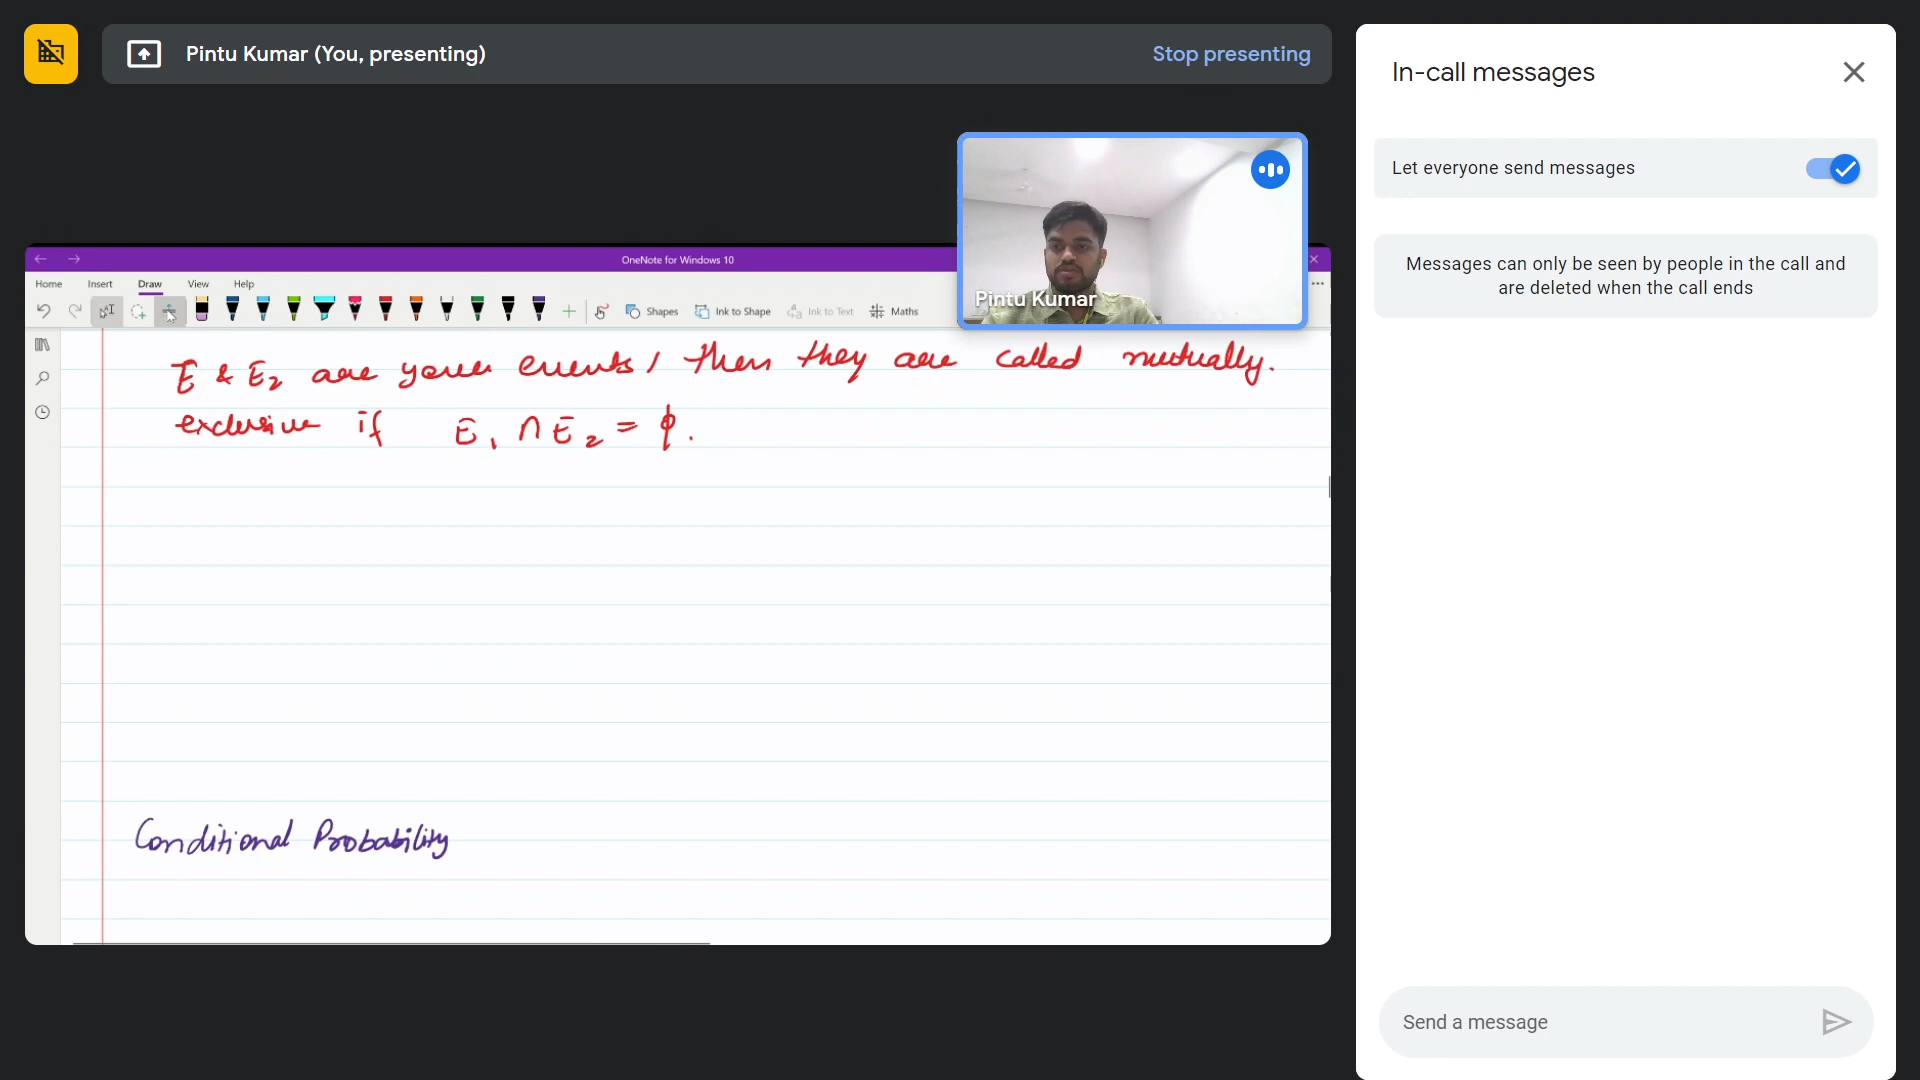 Pintu Kumar (You, presenting)
Stop presenting
In-call messages
Let everyone send messages
Messages can only be seen by people in the call and
are deleted when the call ends
Pintu Kumar
OneNote for Windows 10
Home Insert Draw View Help
Shapes Ink to Shape Ink to Text Maths
E & E2 are events, then they are called mutually.
exclusive if E1 ∩ E2 = ϕ.
Conditional Probability
Send a message